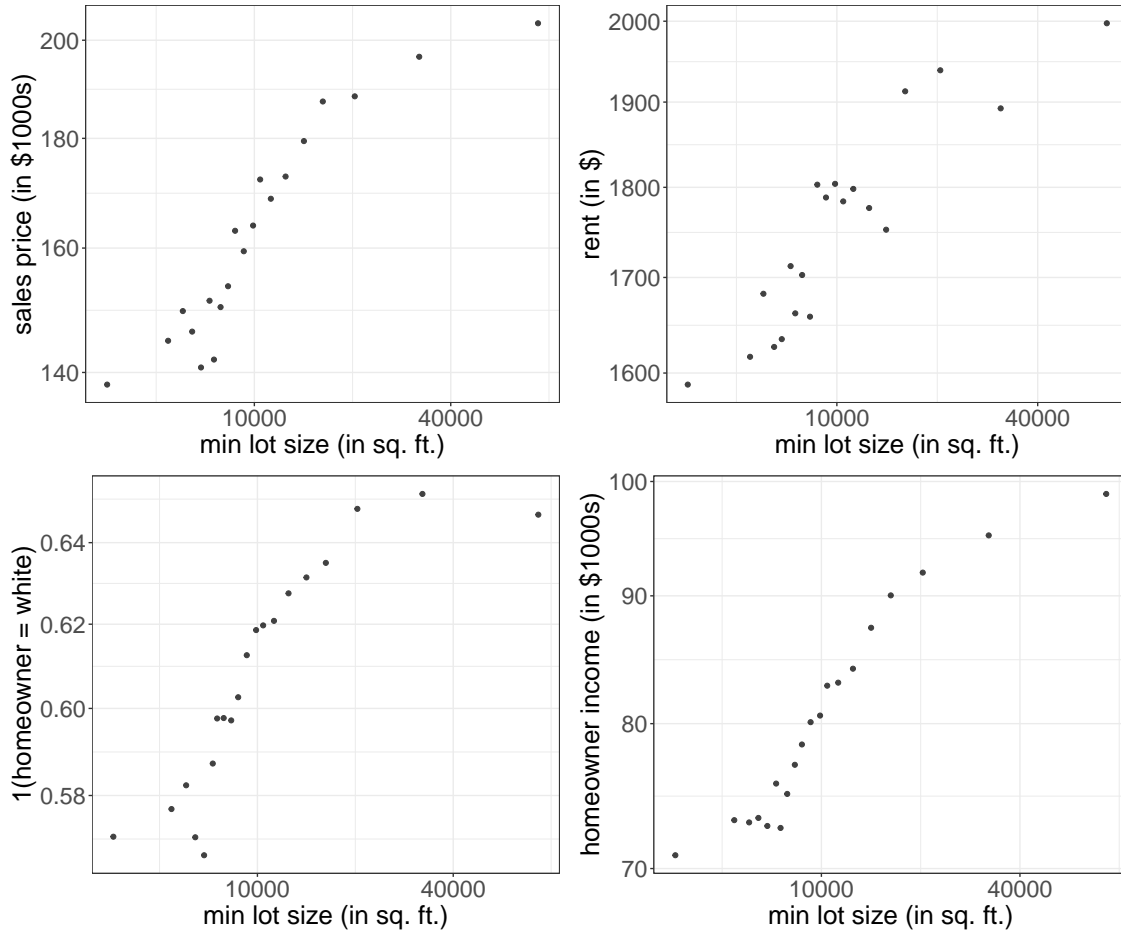 sales price (in $1000s)
200
180
160
140
10000 40000
min lot size (in sq. ft.)
rent (in $)
2000
1900
1800
1700
1600
10000 40000
min lot size (in sq. ft.)
1(homeowner = white)
0.64
0.62
0.60
0.58
10000 40000
min lot size (in sq. ft.)
homeowner income (in $1000s)
100
90
80
70
10000 40000
min lot size (in sq. ft.)